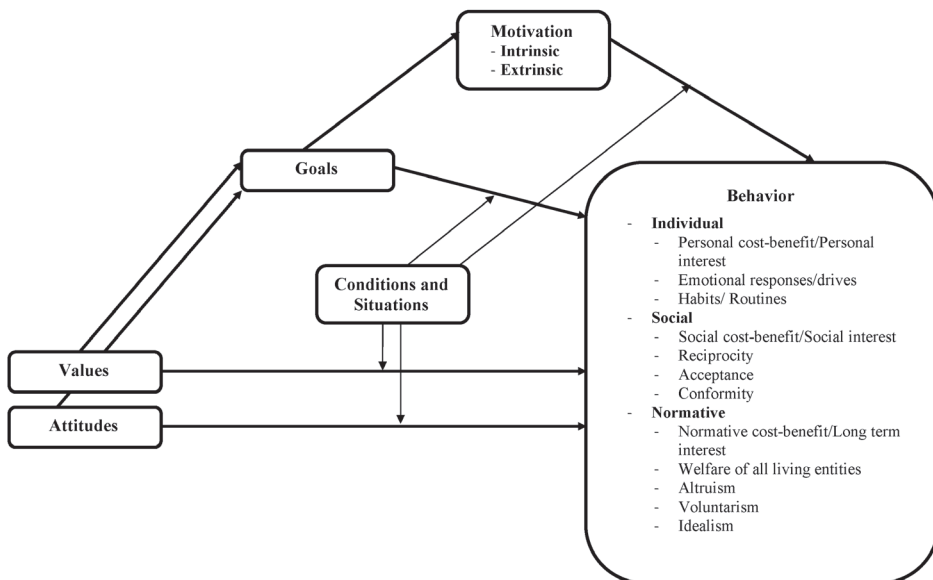 Motivation
- Intrinsic
- Extrinsic
Goals
Conditions and
Situations
Values
Attitudes
Behavior
- Individual
- Personal cost-benefit/Personal
interest
- Emotional responses/drives
- Habits/ Routines
- Social
- Social cost-benefit/Social interest
- Reciprocity
- Acceptance
- Conformity
- Normative
- Normative cost-benefit/Long term
interest
- Welfare of all living entities
- Altruism
- Voluntarism
- Idealism